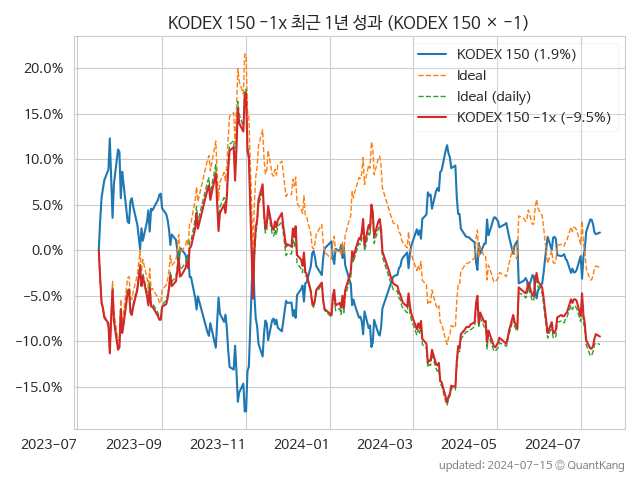 KODEX 150 −1x 최근 1년 성과 (KODEX 150 × −1)
KODEX 150 (1.9%)
Ideal
Ideal (daily)
KODEX 150 −1x (−9.5%)
20.0%
15.0%
10.0%
5.0%
0.0%
−5.0%
−10.0%
−15.0%
2023−07 2023−09 2023−11 2024−01 2024−03 2024−05 2024−07
updated: 2024−07−15 ⓒ QuantKang